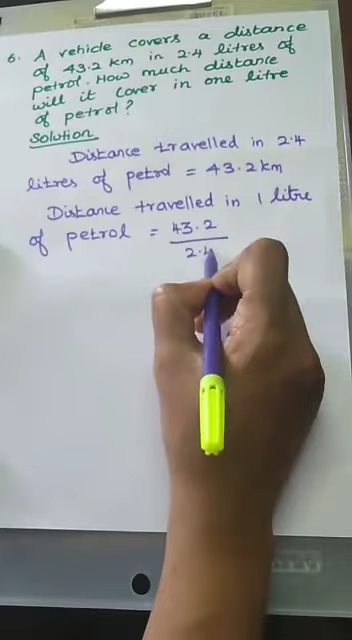 6. A vehicle covers a distance
of 43.2 km in 2.4 litres of
petrol. How much distance
will it cover in one litre
of petrol?
Solution
Distance travelled in 2.4
litres of petrol = 43.2 km
Distance travelled in 1 litre
of petrol = 43.2
2.4